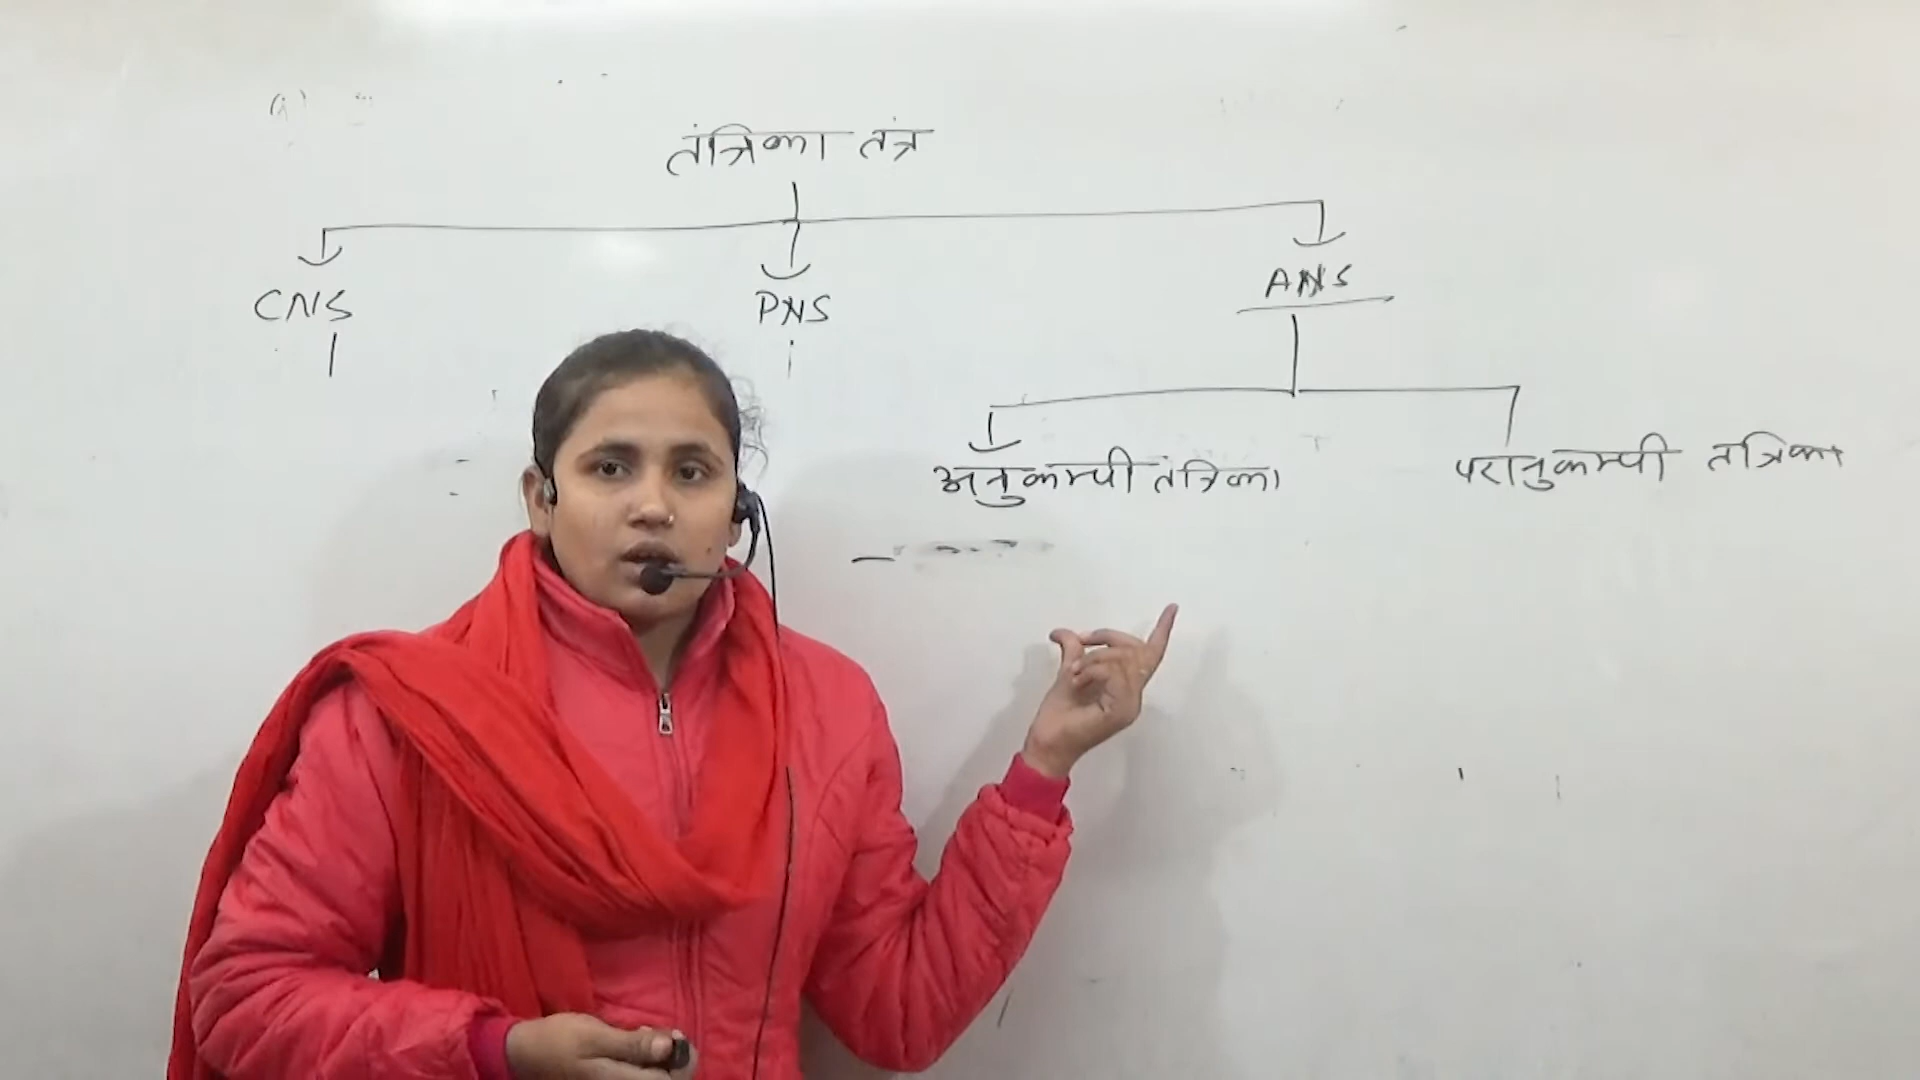 तंत्रिका तंत्र
CNS
PNS
ANS
अनुकम्पी तंत्रिका
परानुकम्पी तंत्रिका